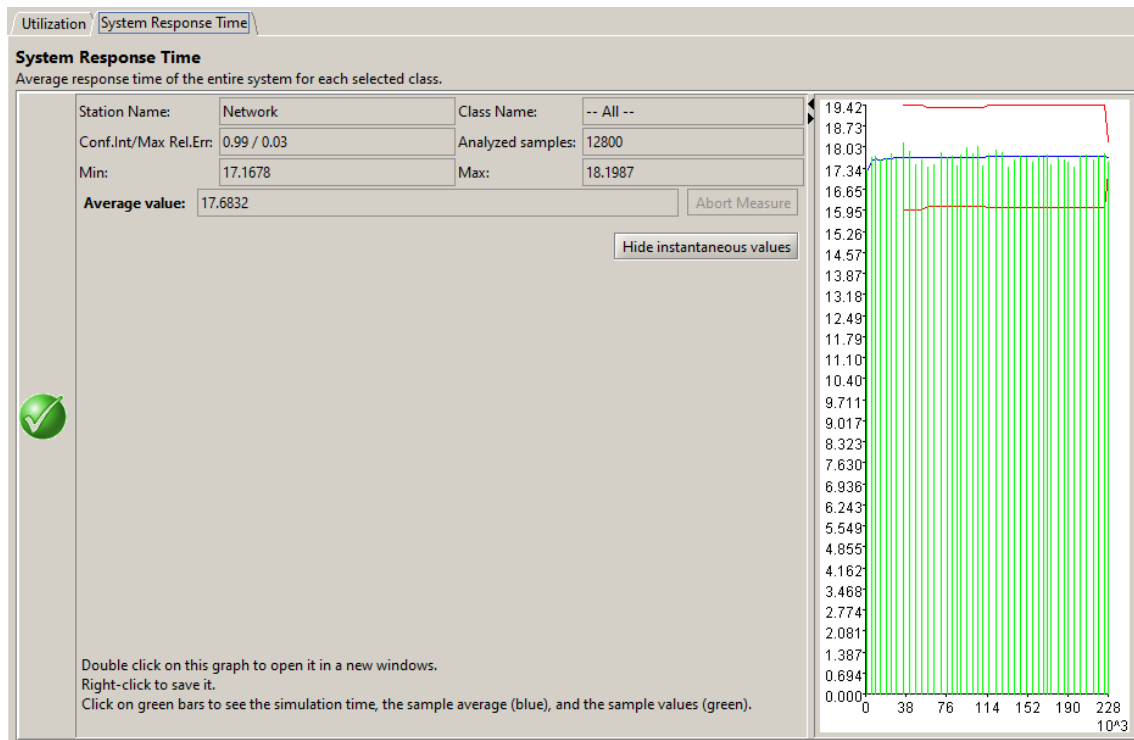 Utilization System Response Time
System Response Time
Average response time of the entire system for each selected class.
Station Name: Network Class Name: -- All --
Conf.Int/Max Rel.Err: 0.99 / 0.03 Analyzed samples: 12800
Min: 17.1678 Max: 18.1987
Average value: 17.6832 Abort Measure
Hide instantaneous values
Double click on this graph to open it in a new windows.
Right-click to save it.
Click on green bars to see the simulation time, the sample average (blue), and the sample values (green).
19.42
18.73
18.03
17.34
16.65
15.95
15.26
14.57
13.87
13.18
12.49
11.79
11.10
10.40
9.711
9.017
8.323
7.630
6.936
6.243
5.549
4.855
4.162
3.468
2.774
2.081
1.387
0.694
0.000
0 38 76 114 152 190 228
10^3